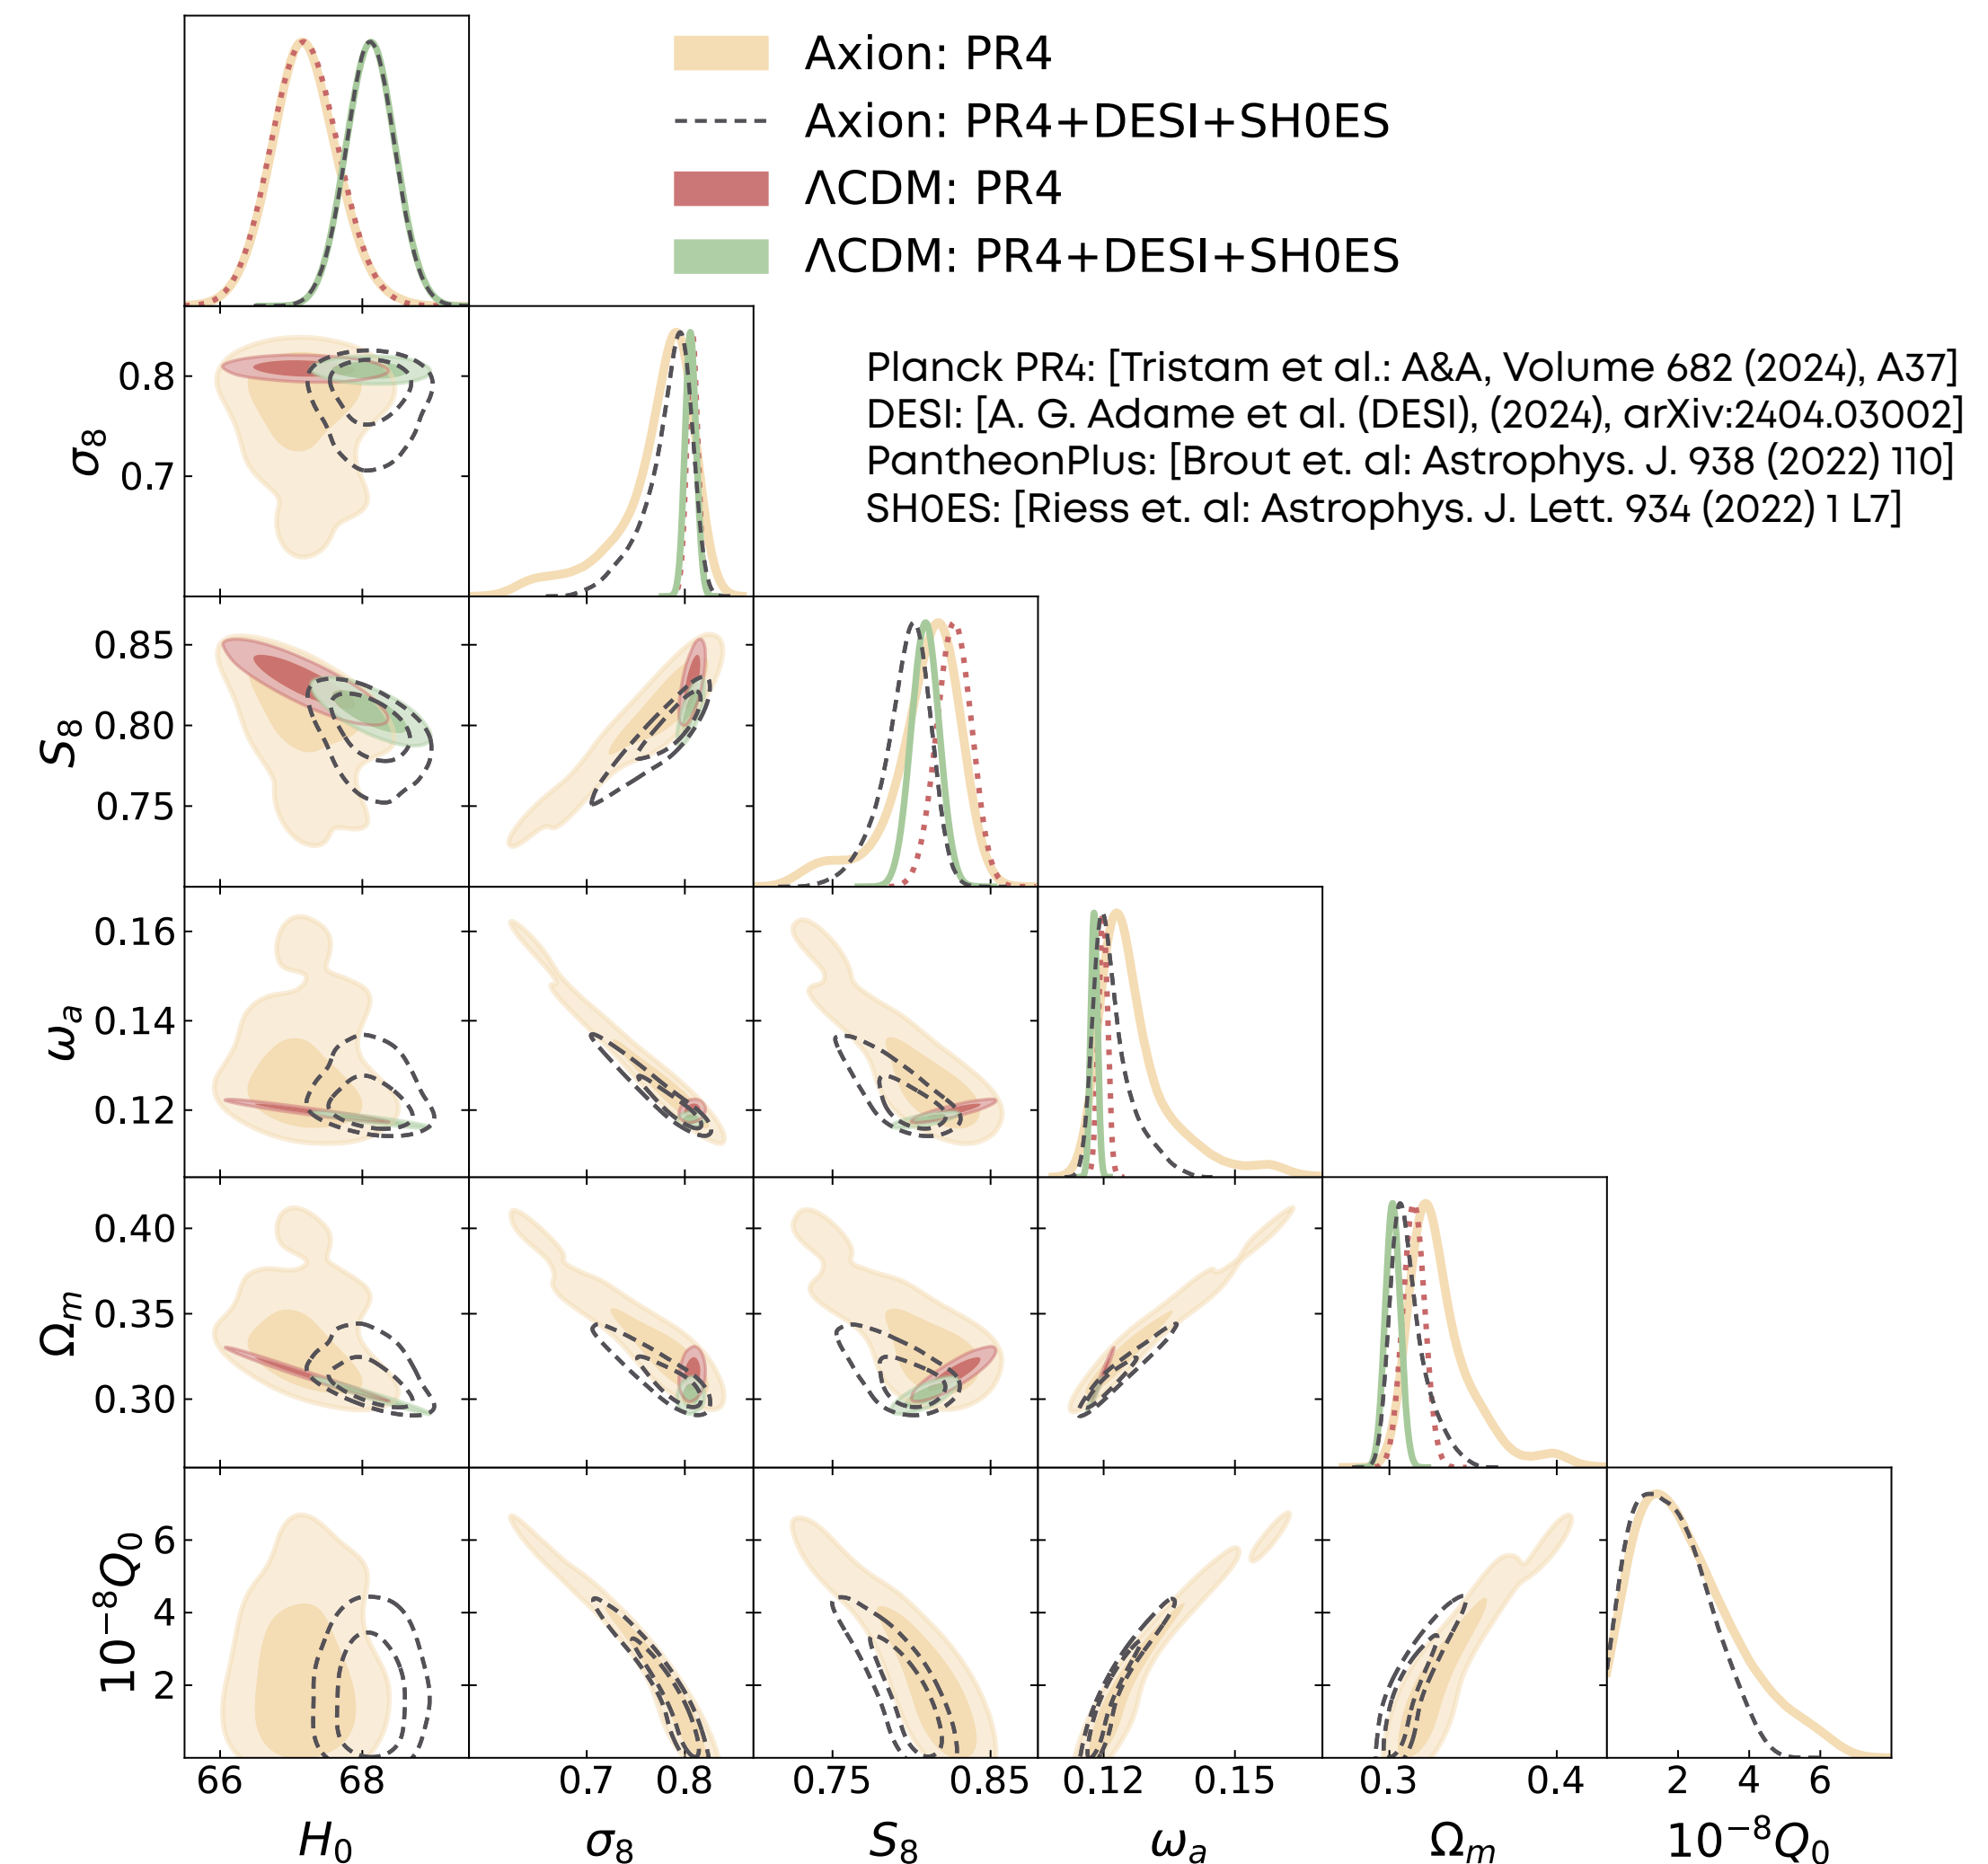 Axion: PR4
Axion: PR4+DESI+SH0ES
ΛCDM: PR4
ΛCDM: PR4+DESI+SH0ES
Planck PR4: [Tristam et al.: A&A, Volume 682 (2024), A37]
DESI: [A. G. Adame et al. (DESI), (2024), arXiv:2404.03002]
PantheonPlus: [Brout et. al: Astrophys. J. 938 (2022) 110]
SH0ES: [Riess et. al: Astrophys. J. Lett. 934 (2022) 1 L7]
0.8
σ₈
0.7
0.85
S₈ 0.80
0.75
0.16
ωₐ 0.14
0.12
0.40
Ωₘ 0.35
0.30
10⁻⁸Q₀
6
4
2
66 68 0.7 0.8 0.75 0.85 0.12 0.15 0.3 0.4 2 4 6
H₀ σ₈ S₈ ωₐ Ωₘ 10⁻⁸Q₀